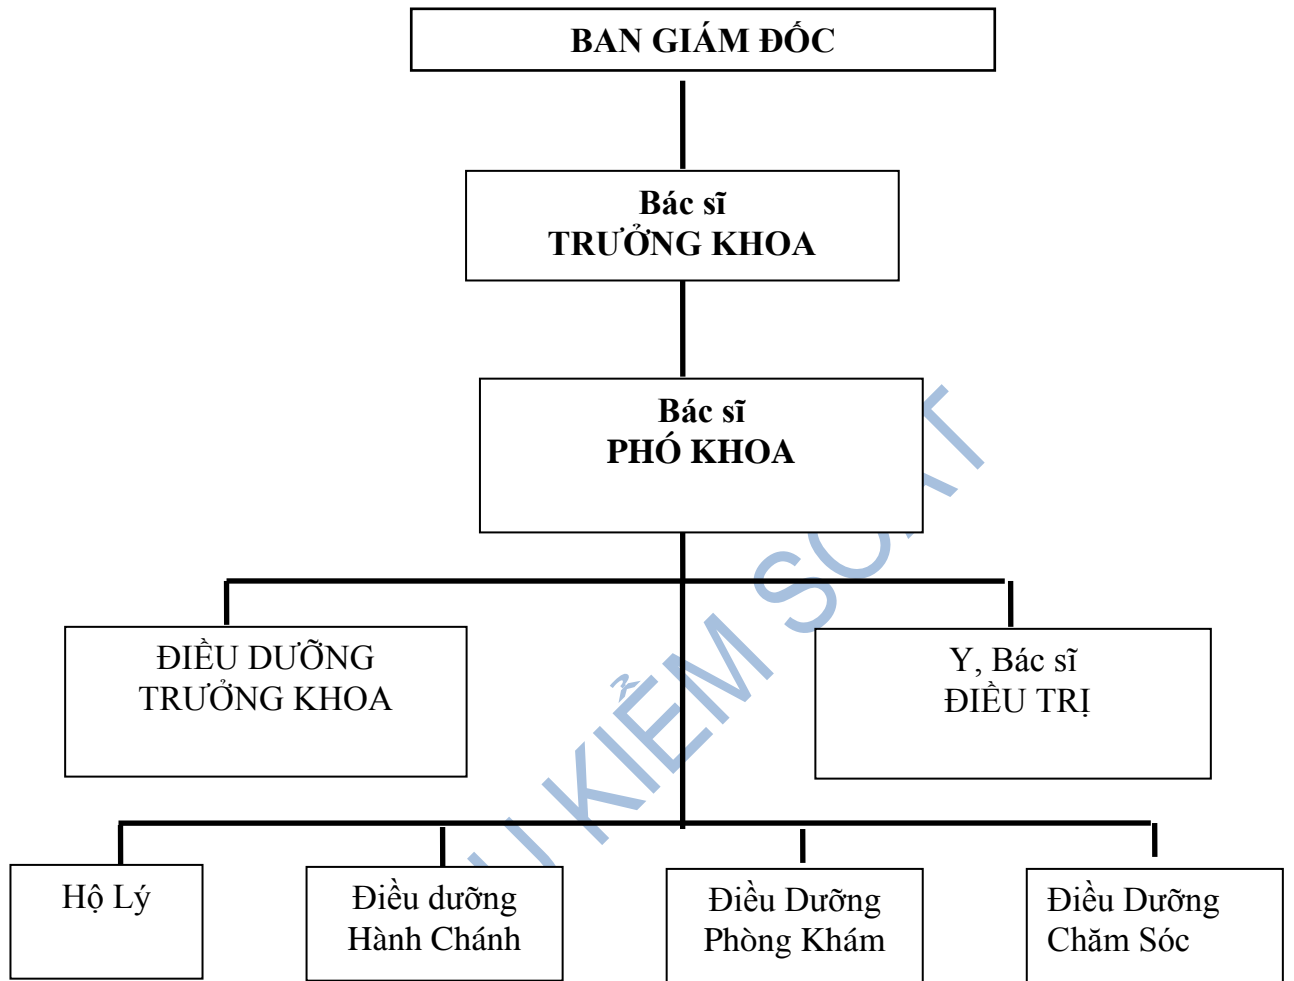 BAN GIÁM ĐỐC
Bác sĩ
TRƯỞNG KHOA
Bác sĩ
PHÓ KHOA
ĐIỀU DƯỠNG
TRƯỞNG KHOA
Y, Bác sĩ
ĐIỀU TRỊ
Hộ Lý
Điều dưỡng
Hành Chánh
Điều Dưỡng
Phòng Khám
Điều Dưỡng
Chăm Sóc
KIỂM